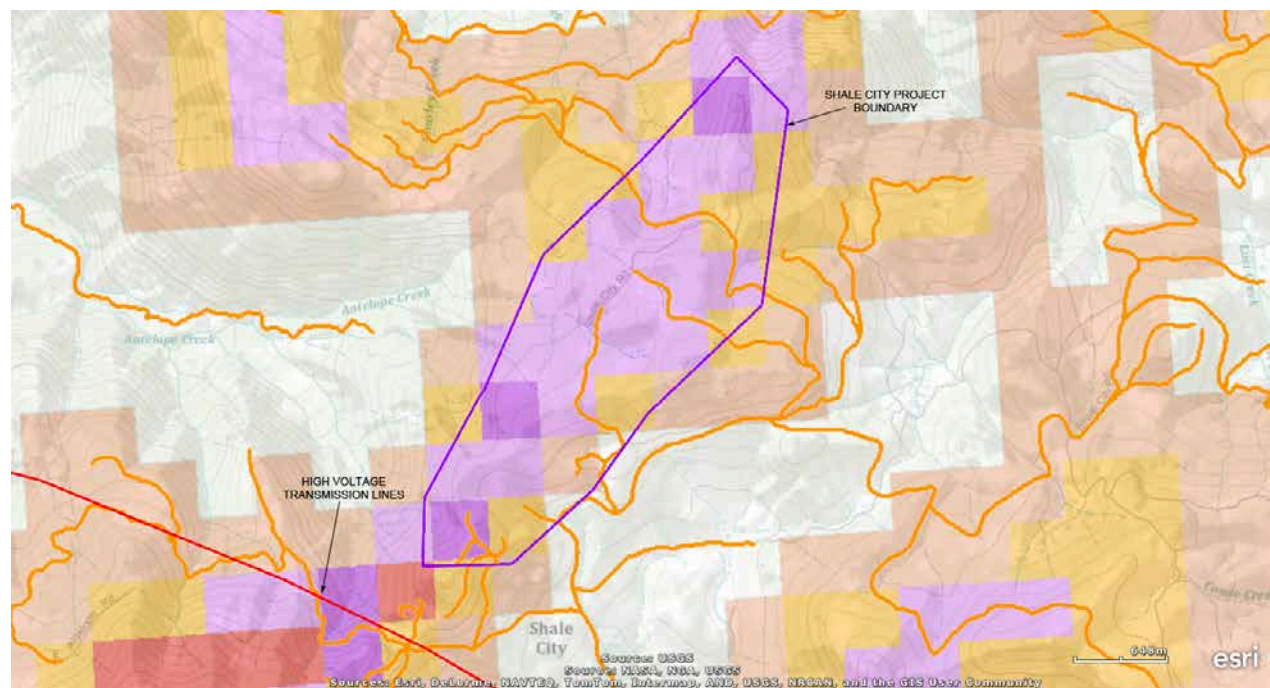 SHALE CITY PROJECT
BOUNDARY
Antelope Creek
Antelope Creek
HIGH VOLTAGE
TRANSMISSION LINES
Shale
City
648m
esri
Sources: USGS
Source: NASA, NGA, USGS
Sources: Esri, DeLorme, NAVTEQ, TomTom, Intermap, AND, USGS, NRCAN, and the GIS User Community